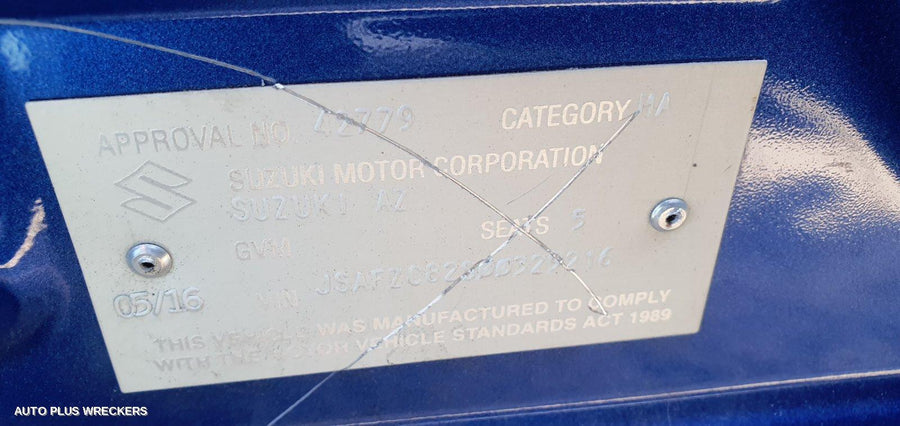 APPROVAL NO. 42779 CATEGORY MA
SUZUKI MOTOR CORPORATION
SUZUKI AZ
GVM SEATS 5
05/16 VIN
THIS VEHICLE WAS MANUFACTURED TO COMPLY
WITH THE MOTOR VEHICLE STANDARDS ACT 1989
AUTO PLUS WRECKERS